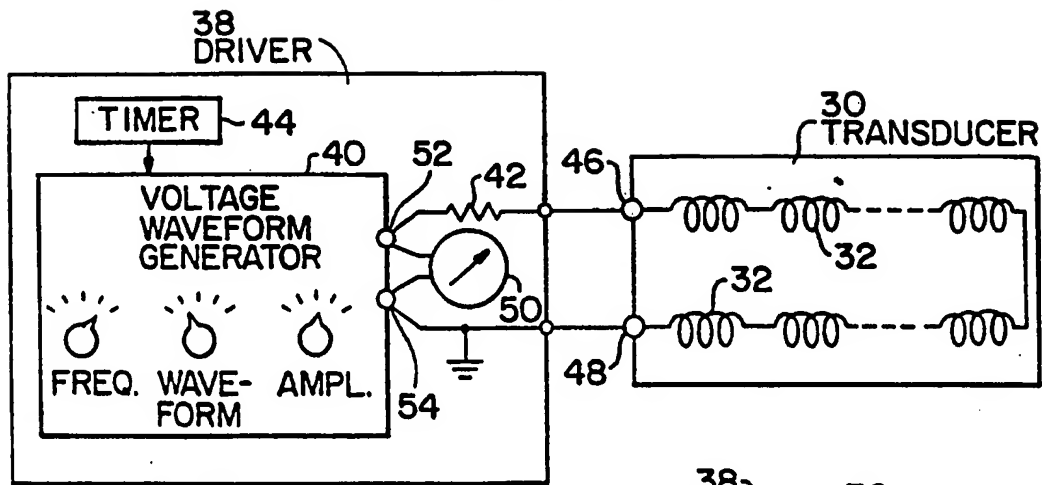 38
DRIVER
TIMER
44
40
52
42
46
30
TRANSDUCER
VOLTAGE
WAVEFORM
GENERATOR
32
50
32
FREQ.
WAVE-
FORM
AMPL.
54
48
38